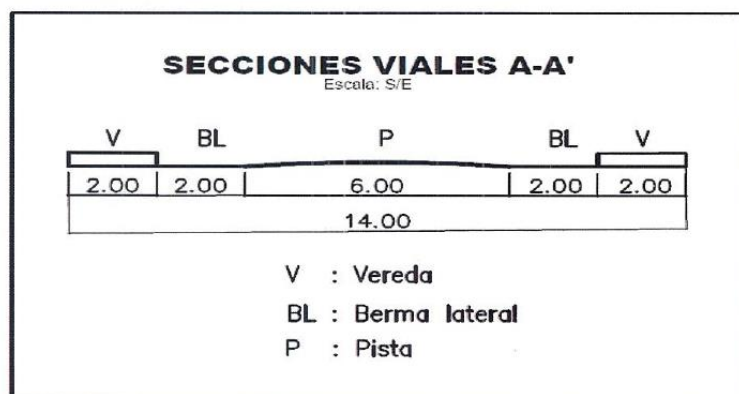 SECCIONES VIALES A-A'
Escala: S/E
V BL P BL V
2.00 2.00 6.00 2.00 2.00
14.00
V : Vereda
BL : Berma lateral
P : Pista